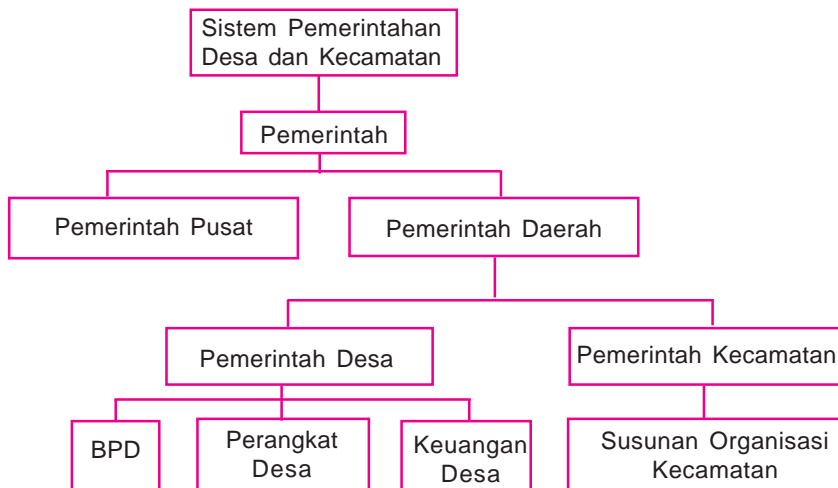 Sistem Pemerintahan
Desa dan Kecamatan
Pemerintah
Pemerintah Pusat
Pemerintah Daerah
Pemerintah Desa
Pemerintah Kecamatan
BPD
Perangkat
Desa
Keuangan
Desa
Susunan Organisasi
Kecamatan